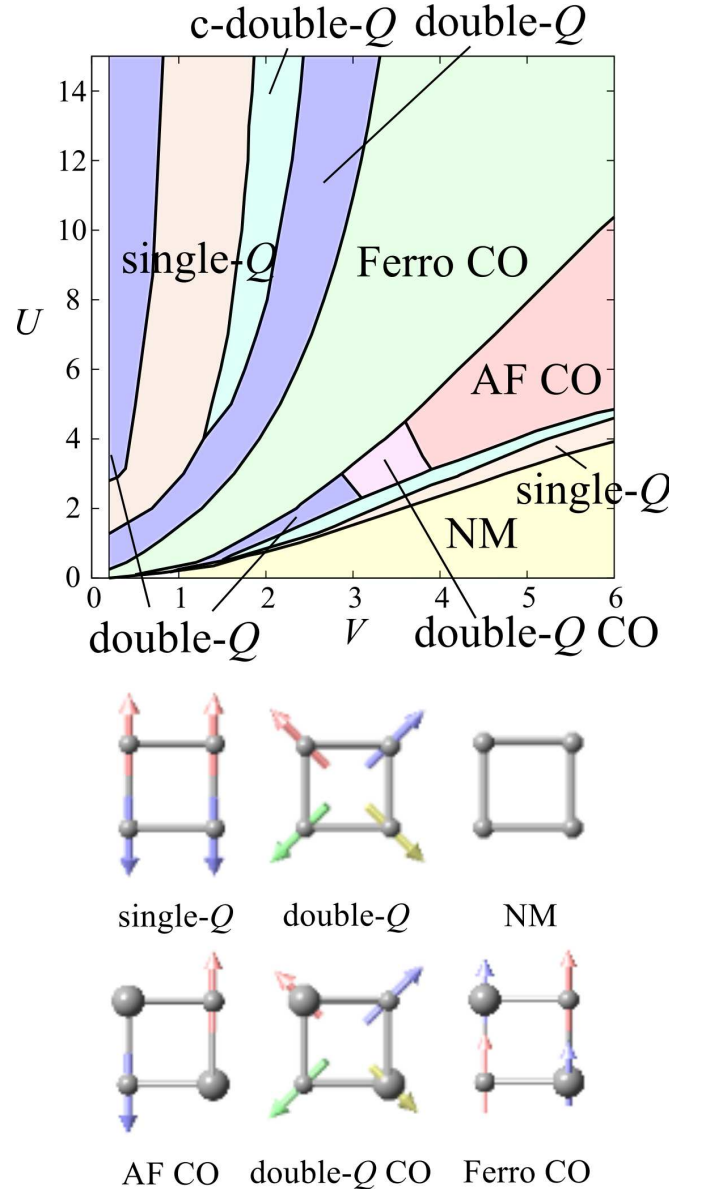 c-double-Q double-Q
14
12
10
8
6
4
2
0
U
single-Q
Ferro CO
AF CO
single-Q
NM
0 1 2 3 4 5 6
double-Q
V
double-Q CO
single-Q double-Q NM
AF CO double-Q CO Ferro CO